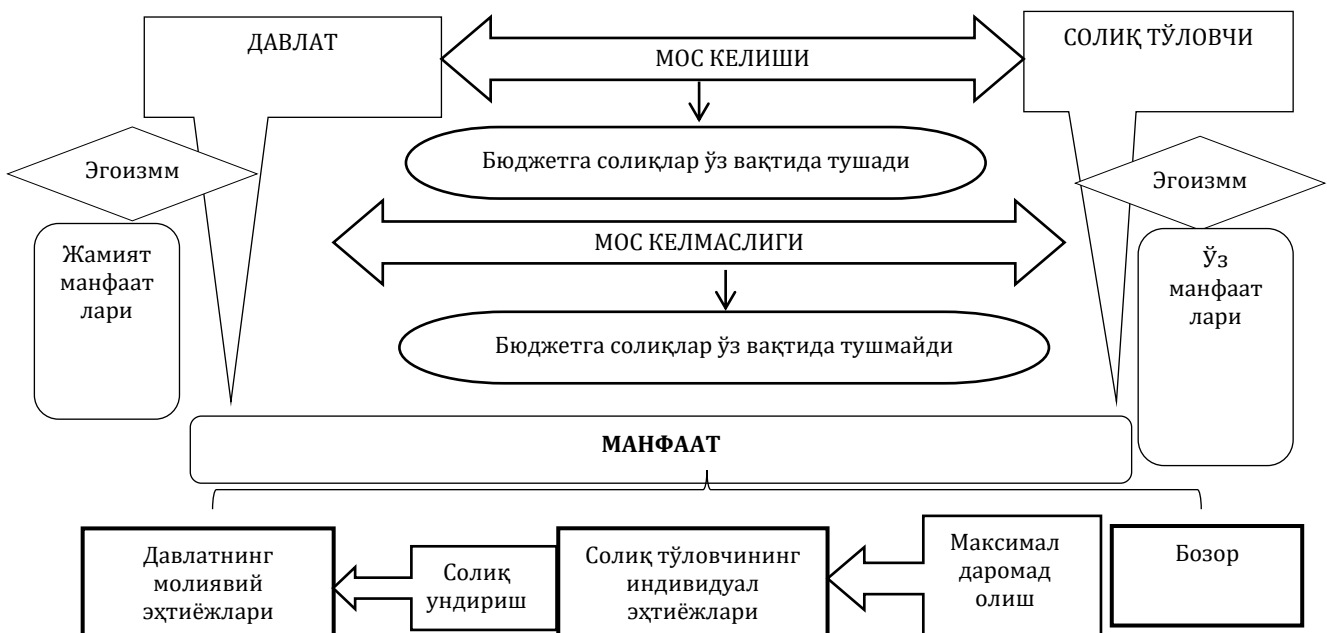 ДАВЛАТ
МОС КЕЛИШИ
СОЛИҚ ТЎЛОВЧИ
Бюджетга солиқлар ўз вақтида тушади
Эгоизмм
Эгоизмм
МОС КЕЛМАСЛИГИ
Жамият
манфаат
лари
Ўз
манфаат
лари
Бюджетга солиқлар ўз вақтида тушмайди
МАНФААТ
Давлатнинг
молиявий
эҳтиёжлари
Солиқ
ундириш
Солиқ тўловчининг
индивидуал
эҳтиёжлари
Максимал
даромад
олиш
Бозор